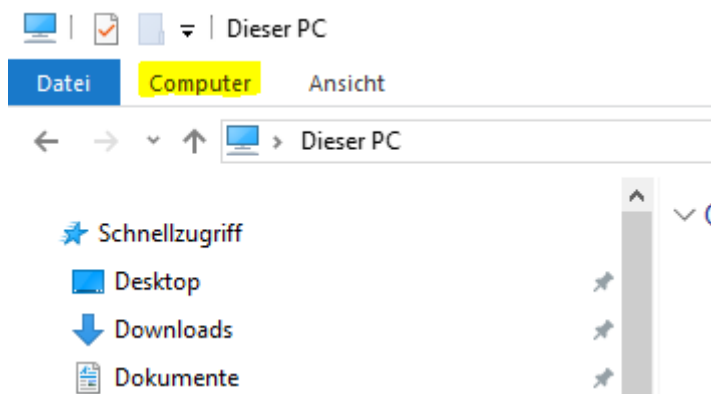 Dieser PC
Datei Computer Ansicht
Dieser PC
Schnellzugriff
Desktop
Downloads
Dokumente